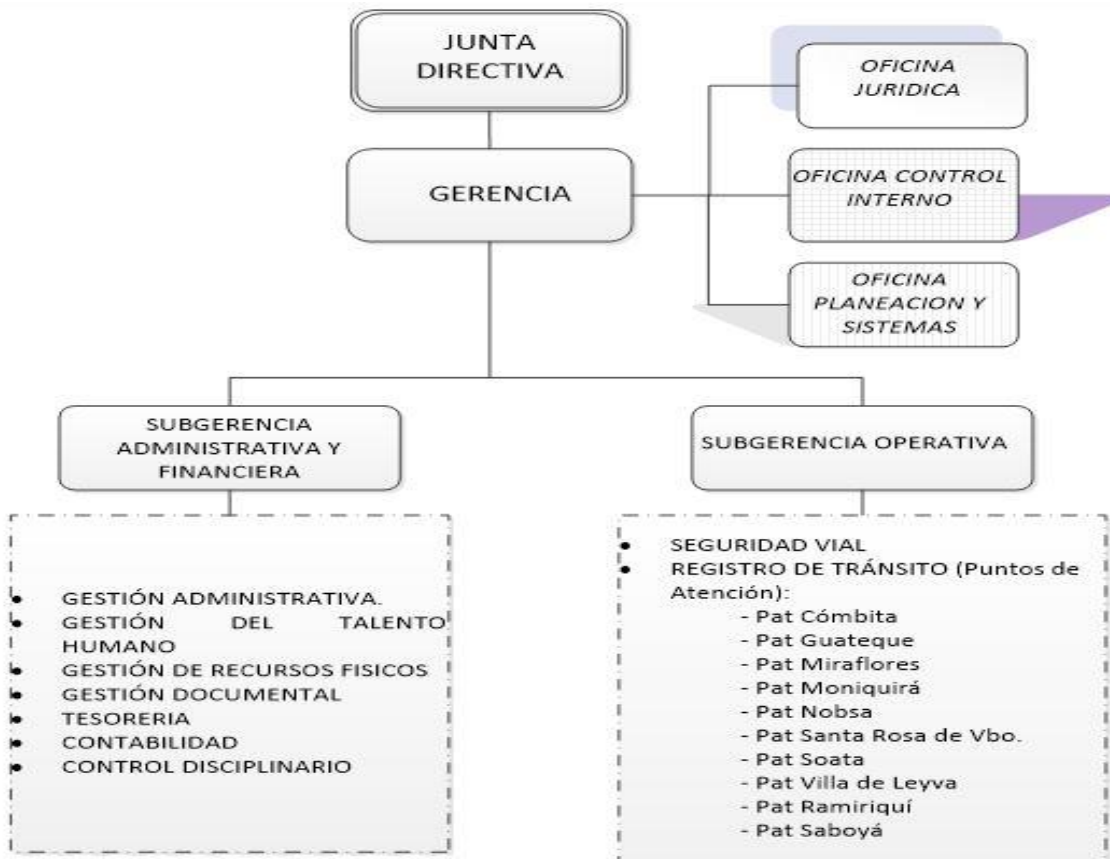 JUNTA
DIRECTIVA
OFICINA
JURIDICA
GERENCIA
OFICINA CONTROL
INTERNO
OFICINA
PLANEACION Y
SISTEMAS
SUBGERENCIA
ADMINISTRATIVA Y
FINANCIERA
SUBGERENCIA OPERATIVA
• GESTIÓN ADMINISTRATIVA.
• GESTIÓN DEL TALENTO
HUMANO
• GESTIÓN DE RECURSOS FISICOS
• GESTIÓN DOCUMENTAL
• TESORERIA
• CONTABILIDAD
• CONTROL DISCIPLINARIO
• SEGURIDAD VIAL
• REGISTRO DE TRÁNSITO (Puntos de
Atención):
- Pat Cómbita
- Pat Guateque
- Pat Miraflores
- Pat Moniquirá
- Pat Nobsa
- Pat Santa Rosa de Vbo.
- Pat Soata
- Pat Villa de Leyva
- Pat Ramiriquí
- Pat Saboyá